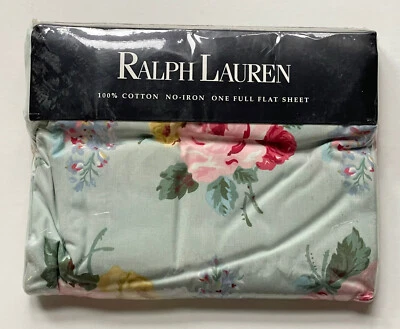 RALPH LAUREN
100% COTTON NO-IRON ONE FULL FLAT SHEET